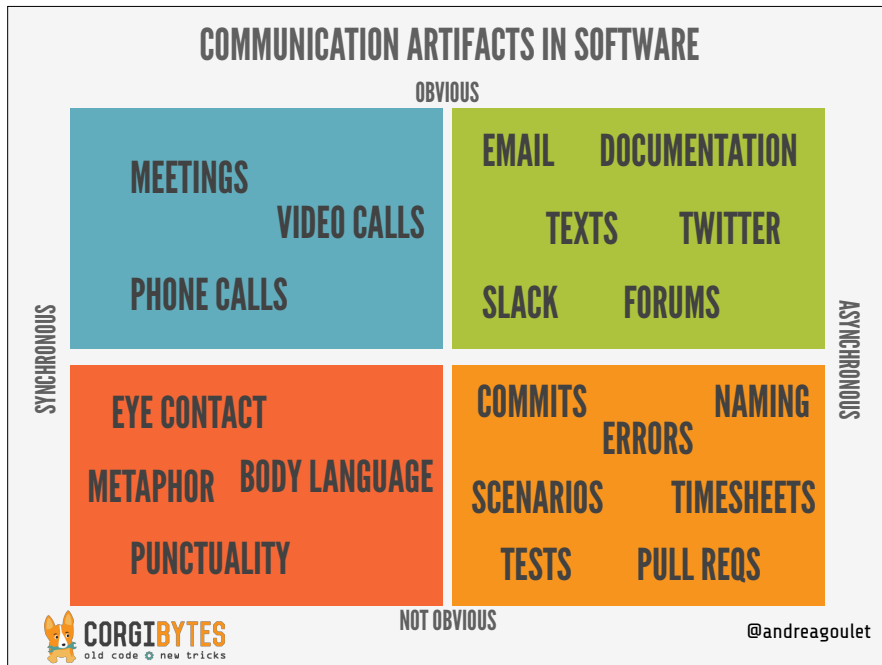 COMMUNICATION ARTIFACTS IN SOFTWARE
OBVIOUS
SYNCHRONOUS
MEETINGS
VIDEO CALLS
PHONE CALLS
EMAIL DOCUMENTATION
TEXTS TWITTER
SLACK FORUMS
ASYNCHRONOUS
EYE CONTACT
METAPHOR BODY LANGUAGE
PUNCTUALITY
COMMITS NAMING
ERRORS
SCENARIOS TIMESHEETS
TESTS PULL REQS
NOT OBVIOUS
CORGIBYTES
old code new tricks
@andreagoulet